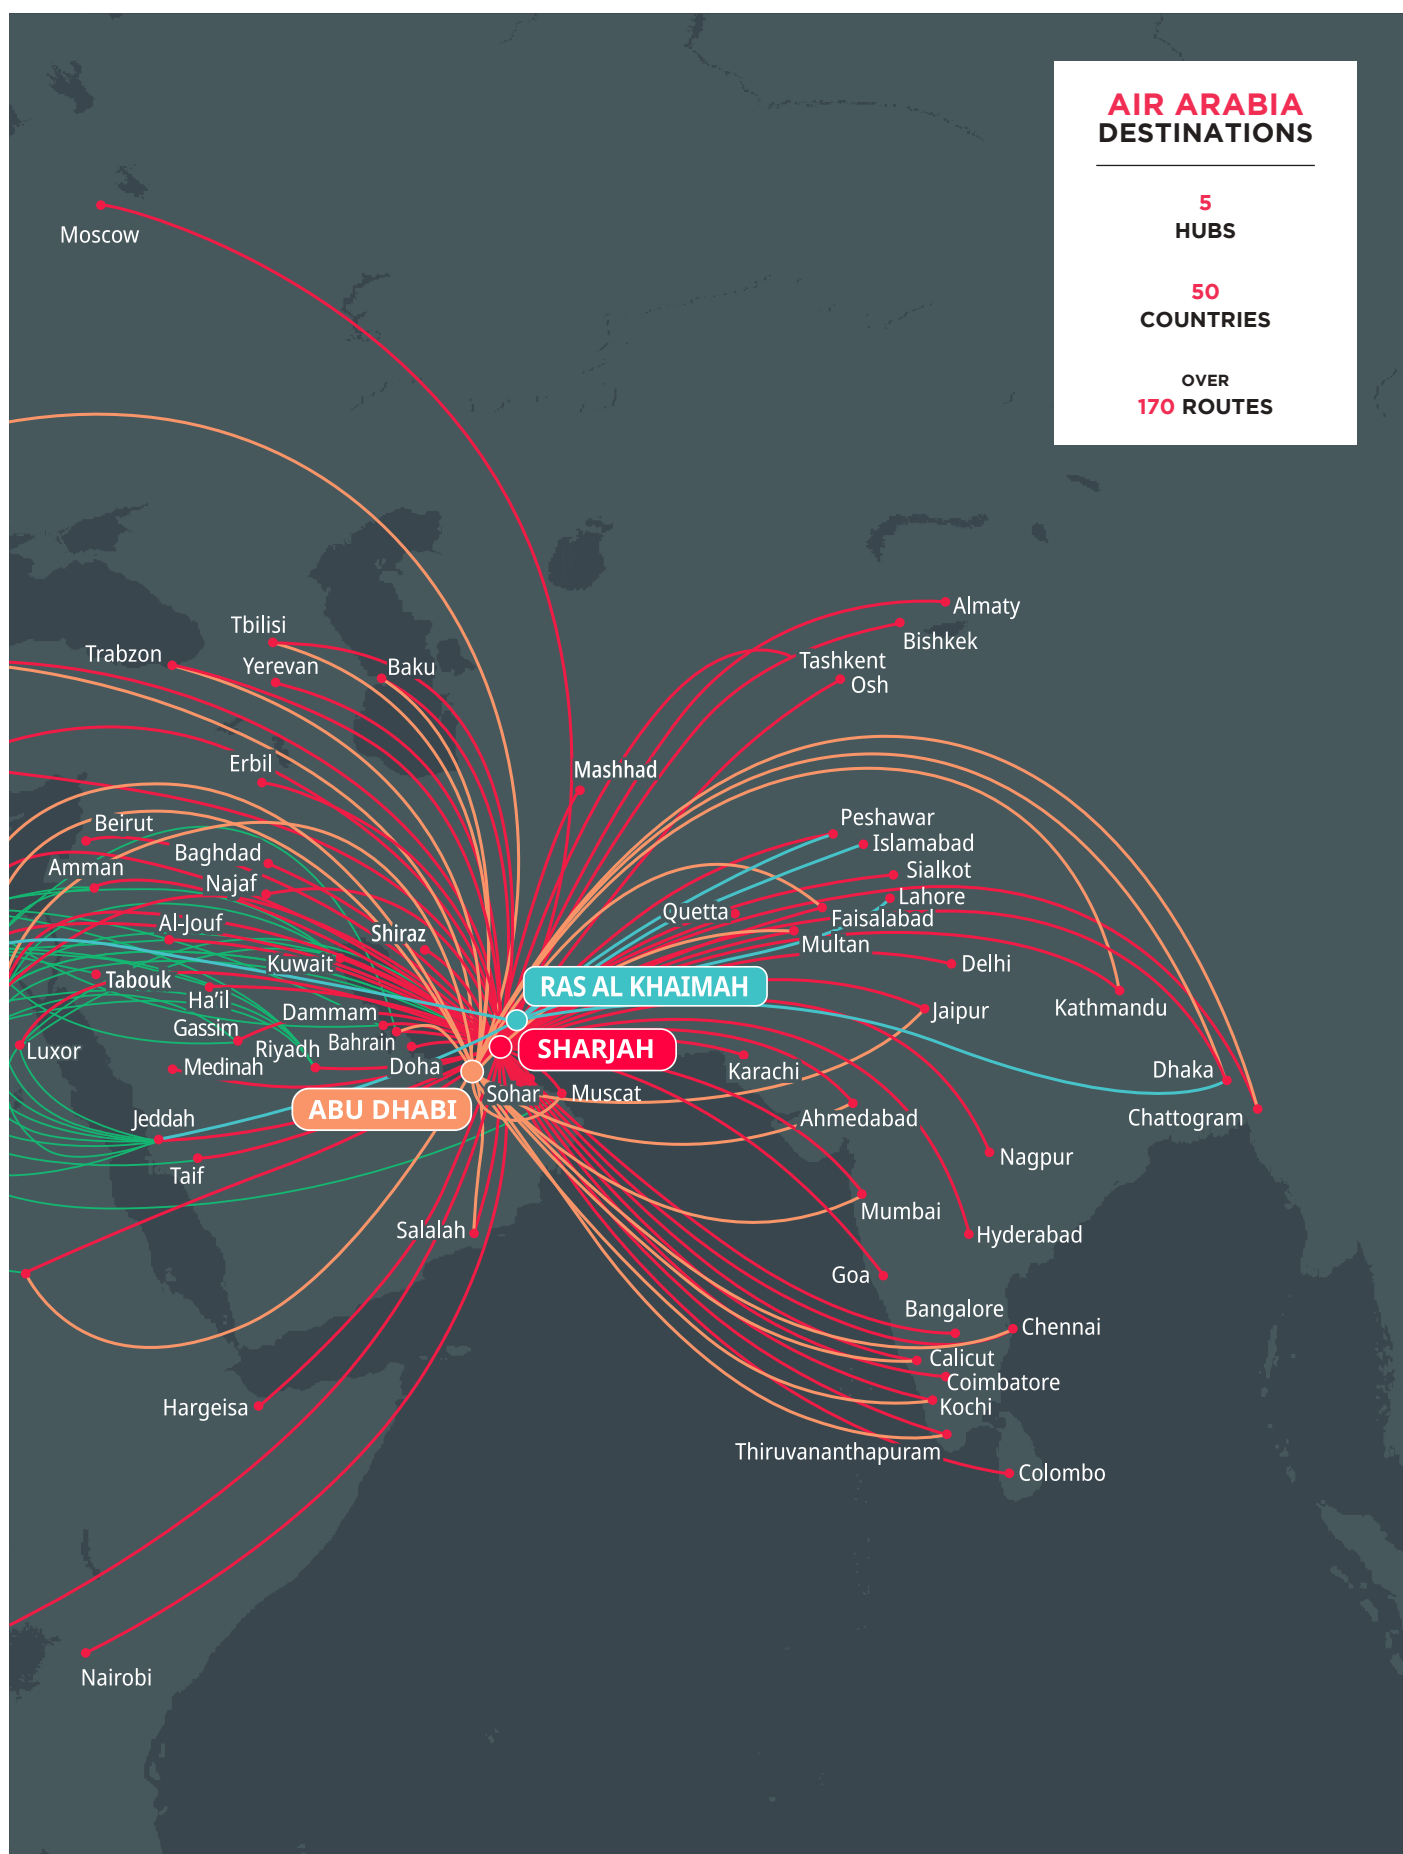 AIR ARABIA
DESTINATIONS
5
HUBS
50
COUNTRIES
OVER
170 ROUTES
Moscow
Almaty
Tbilisi
Bishkek
Trabzon
Yerevan
Baku
Tashkent
Osh
Erbil
Mashhad
Beirut
Peshawar
Islamabad
Baghdad
Amman
Sialkot
Najaf
Lahore
Quetta
Faisalabad
Al-Jouf
Shiraz
Multan
Kuwait
Delhi
Tabouk
RAS AL KHAIMAH
Ha'il
Kathmandu
Dammam
Jaipur
Gassim
Bahrain
Riyadh
Luxor
SHARJAH
Medinah
Doha
Karachi
Dhaka
Sohar
Muscat
ABU DHABI
Jeddah
Ahmedabad
Chattogram
Nagpur
Taif
Mumbai
Salalah
Hyderabad
Goa
Bangalore
Chennai
Calicut
Coimbatore
Hargeisa
Kochi
Thiruvananthapuram
Colombo
Nairobi